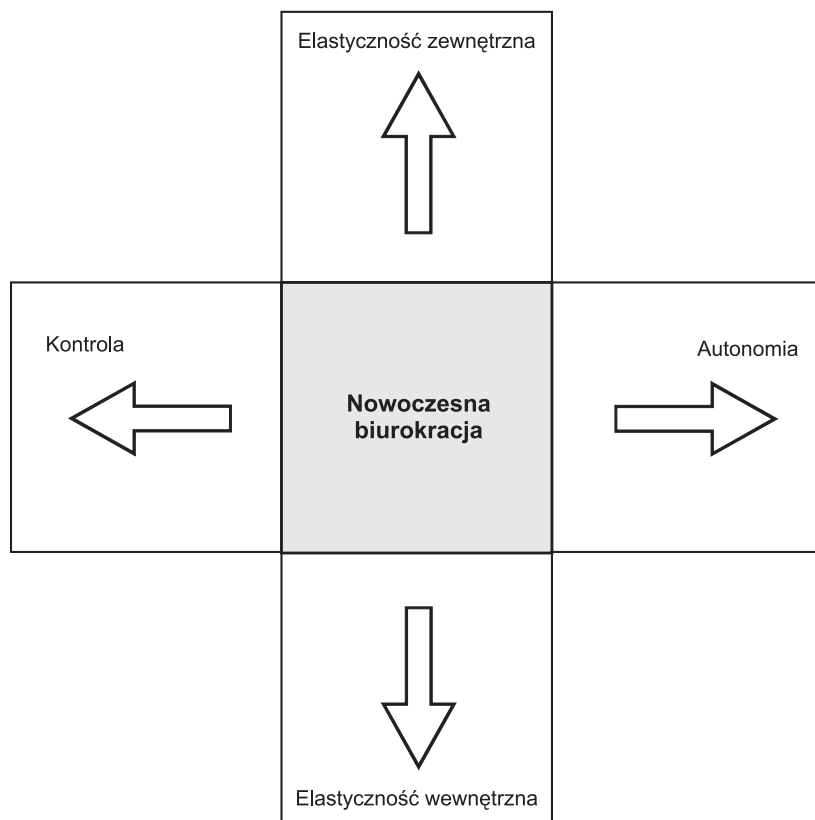 Elastyczność zewnętrzna
Kontrola
Autonomia
Nowoczesna
biurokracja
Elastyczność wewnętrzna